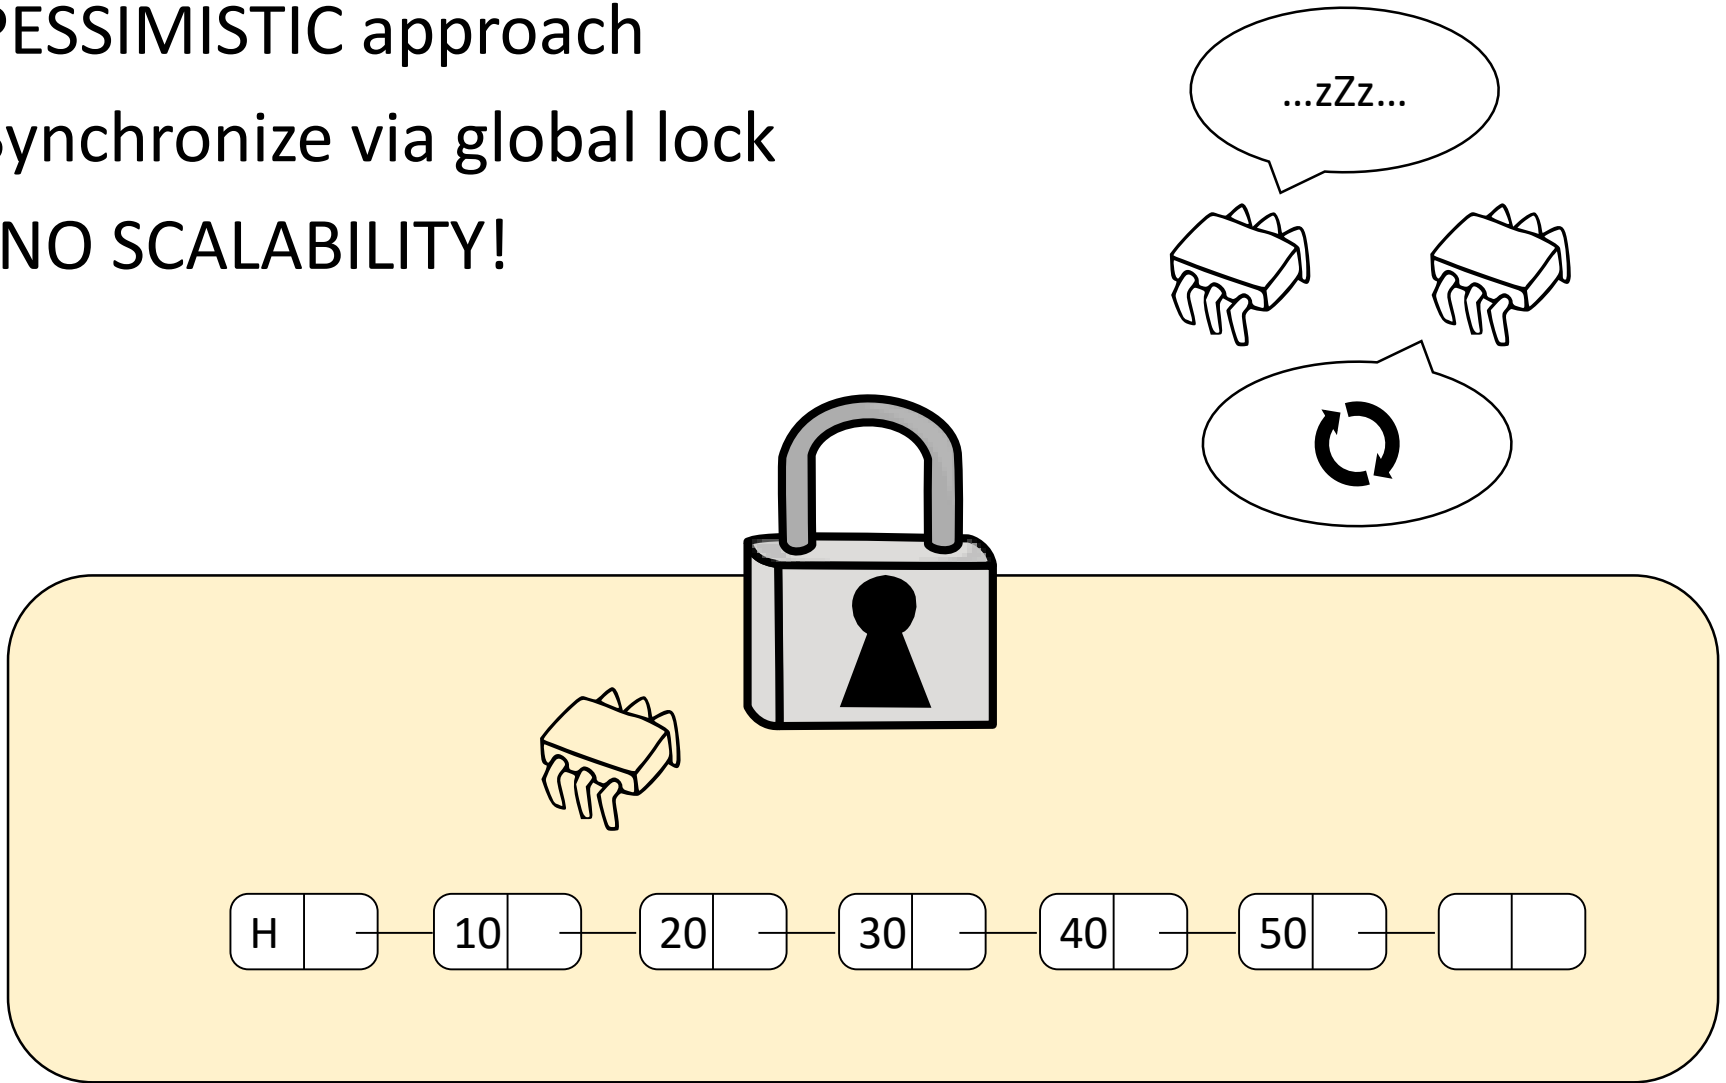 PESSIMISTIC approach
synchronize via global lock
NO SCALABILITY!
...zZz...
H 10 20 30 40 50